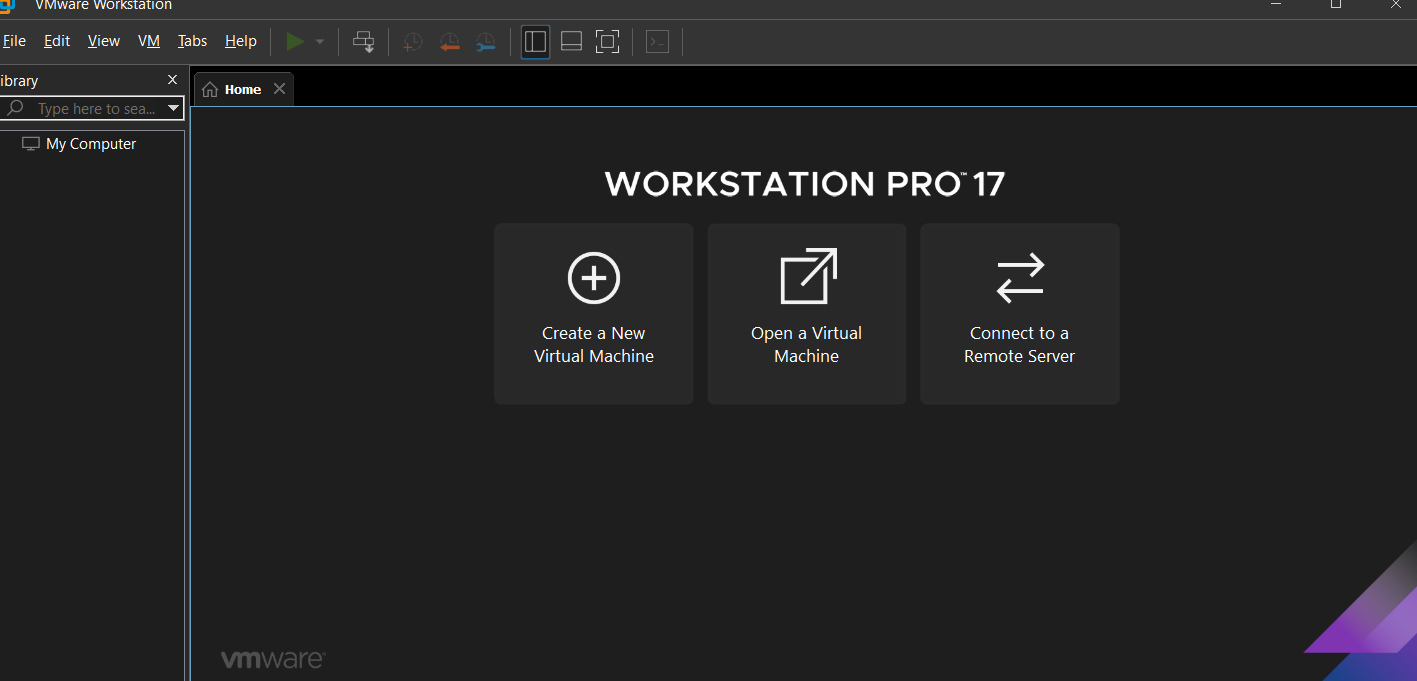 VMware Workstation
File Edit View VM Tabs Help
ibrary
Home
Type here to sea...
My Computer
WORKSTATION PRO™ 17
Create a New
Virtual Machine
Open a Virtual
Machine
Connect to a
Remote Server
vmware®